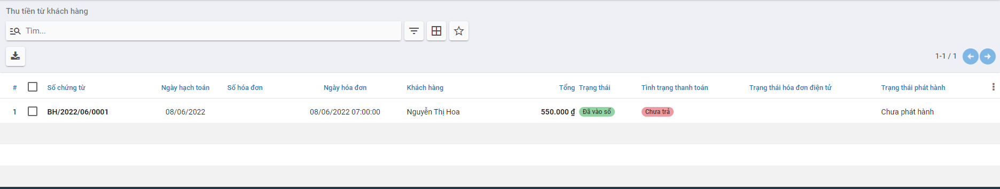 Thu tiền từ khách hàng
Tìm...
1-1 / 1
# Số chứng từ Ngày hạch toán Số hóa đơn Ngày hóa đơn Khách hàng Tổng Trạng thái Tình trạng thanh toán Trạng thái hóa đơn điện tử Trạng thái phát hành
1 BH/2022/06/0001 08/06/2022 08/06/2022 07:00:00 Nguyễn Thị Hoa 550.000 ₫ Đã vào sổ Chưa trả Chưa phát hành